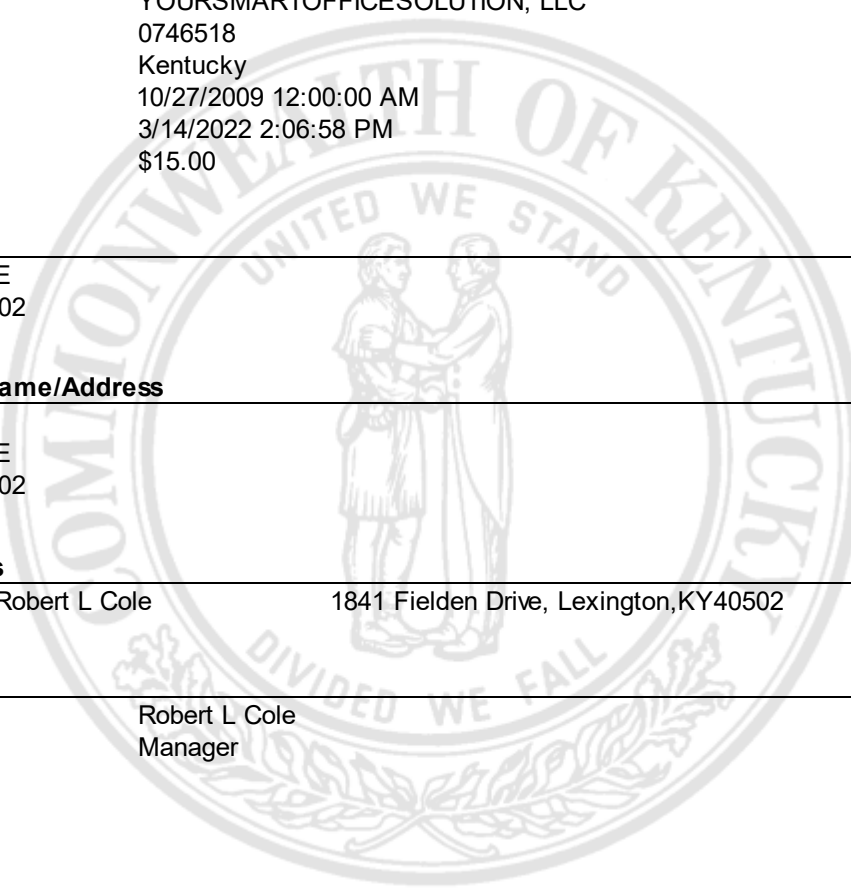 YOURSMARTOFFICESOLUTION, LLC
0746518
Kentucky
10/27/2009 12:00:00 AM
3/14/2022 2:06:58 PM
$15.00
COMMONWEALTH OF KENTUCKY
UNITED WE STAND
E
02
ame/Address
E
02
s
Robert L Cole 1841 Fielden Drive, Lexington,KY40502
DIVIDED WE FALL
Robert L Cole
Manager